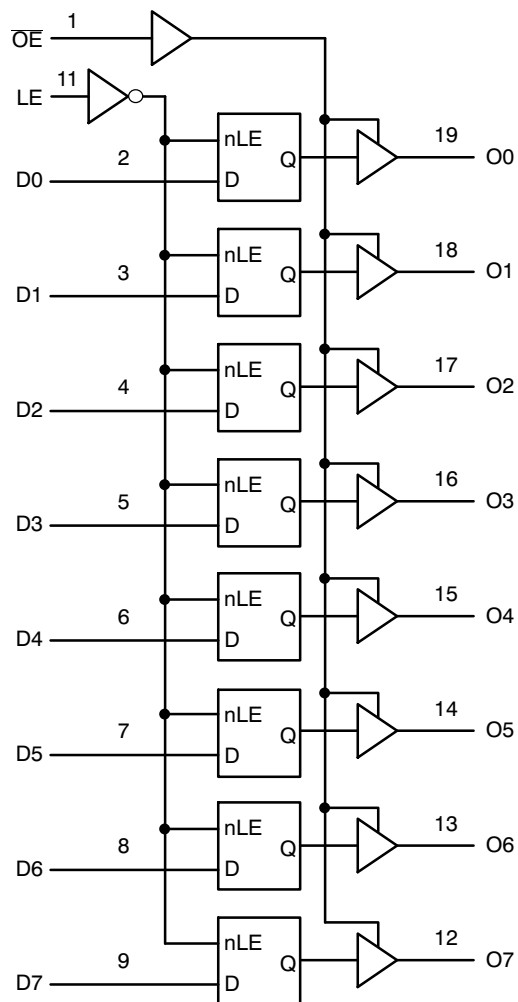 O̅E̅ 1
LE 11
nLE
D0 2 D Q 19 O0
nLE
D1 3 D Q 18 O1
nLE
D2 4 D Q 17 O2
nLE
D3 5 D Q 16 O3
nLE
D4 6 D Q 15 O4
nLE
D5 7 D Q 14 O5
nLE
D6 8 D Q 13 O6
nLE
D7 9 D Q 12 O7